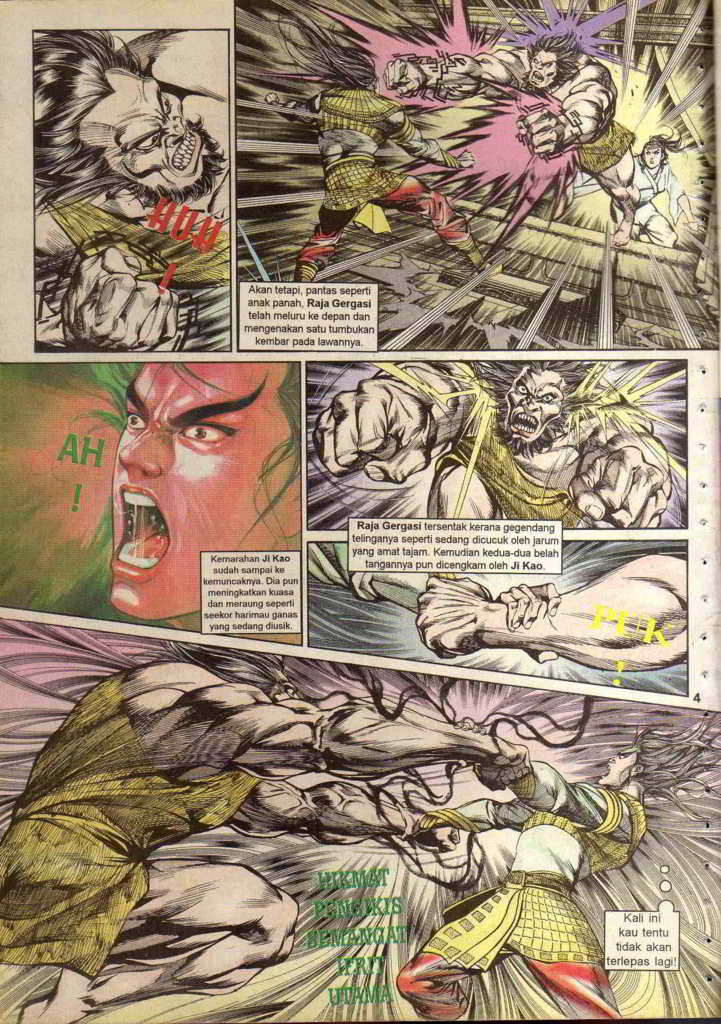 HUH
!
Akan tetapi, pantas seperti
anak panah, Raja Gergasi
telah meluru ke depan dan
mengenakan satu tumbukan
kembar pada lawannya.
AH
!
Kemarahan Ji Kao
sudah sampai ke
kemuncaknya. Dia pun
meningkatkan kuasa
dan meraung seperti
seekor harimau ganas
yang sedang diusik.
Raja Gergasi tersentak kerana gegendang
telinganya seperti sedang dicucuk oleh jarum
yang amat tajam. Kemudian kedua-dua belah
tangannya pun dicengkam oleh Ji Kao.
PUK
!
4
HIKMAT
PENGIKIS
SEMANGAT
IFRIT
UTAMA
Kali ini
kau tentu
tidak akan
terlepas lagi!